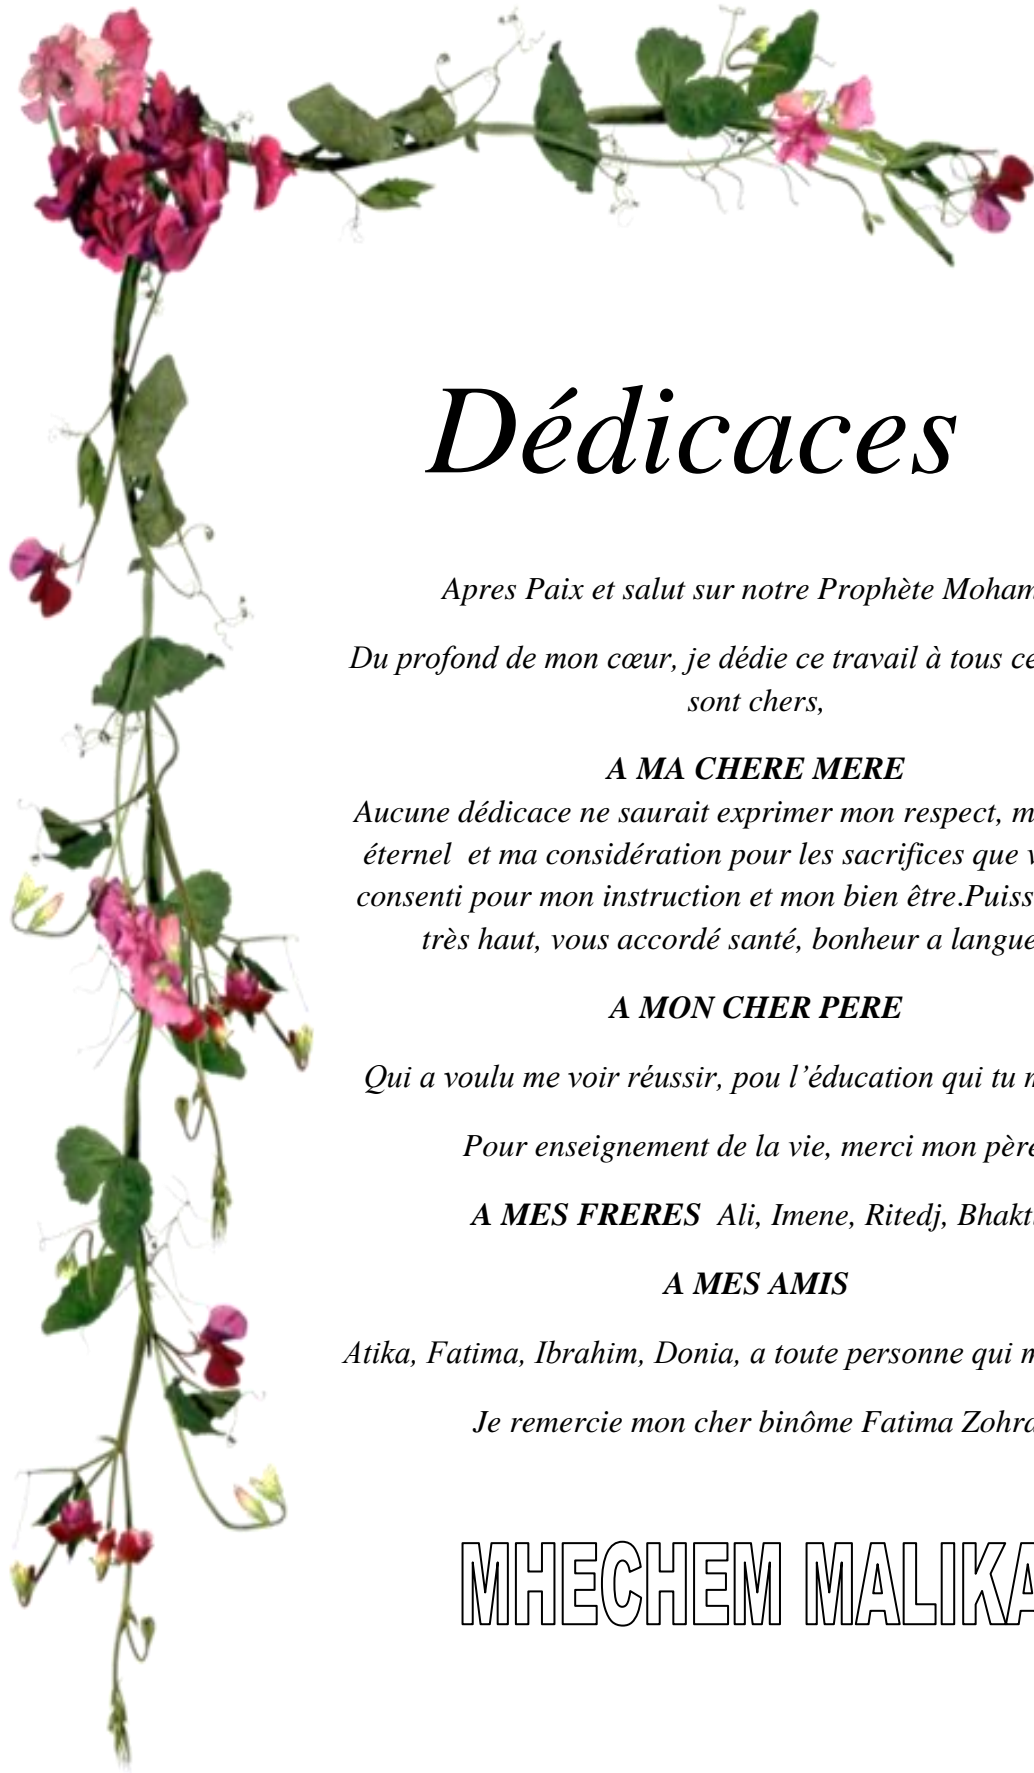 Dédicaces
Apres Paix et salut sur notre Prophète
Du profond de mon cœur, je dédie ce travail à tous
sont chers,
A MA CHERE MERE
Aucune dédicace ne saurait exprimer mon respect,
éternel et ma considération pour les sacrifices que
consenti pour mon instruction et mon bien être.
très haut, vous accordé santé, bonheur a langue
A MON CHER PERE
Qui a voulu me voir réussir, pou l’éducation qui tu
Pour enseignement de la vie, merci mon père
A MES FRERES Ali, Imene, Ritedj,
A MES AMIS
Atika, Fatima, Ibrahim, Donia, a toute personne qui
Je remercie mon cher binôme Fatima Zohra
MHECHEM MALIKA